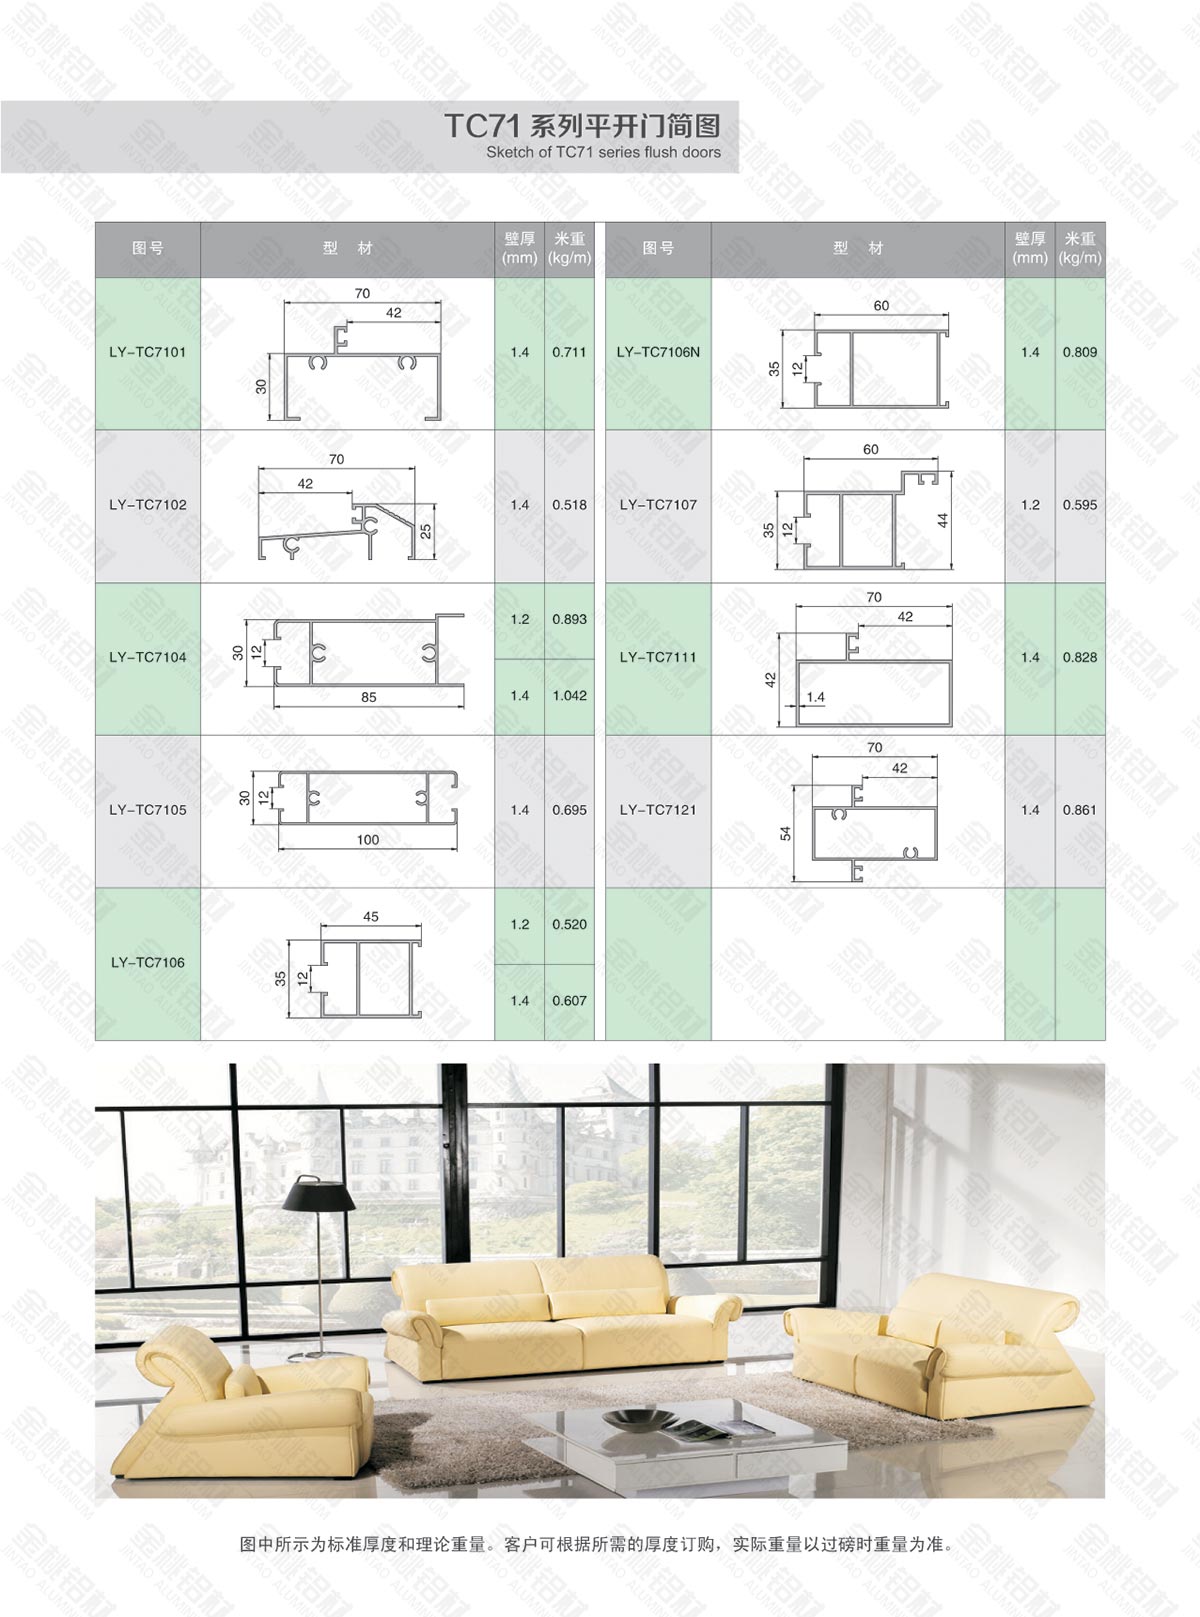 TC71 系列平开门简图
Sketch of TC71 series flush doors
图号 型 材 壁厚(mm) 米重(kg/m) 图号 型 材 壁厚(mm) 米重(kg/m)
LY-TC7101
70
42
30
1.4 0.711
LY-TC7102
70
42
25
1.4 0.518
LY-TC7104
30
12
85
1.2 0.893
1.4 1.042
LY-TC7105
30
12
100
1.4 0.695
LY-TC7106
45
35
12
1.2 0.520
1.4 0.607
LY-TC7106N
60
35
12
1.4 0.809
LY-TC7107
60
35
12
44
1.2 0.595
LY-TC7111
70
42
42
1.4
1.4 0.828
LY-TC7121
70
42
54
1.4 0.861
图中所示为标准厚度和理论重量。客户可根据所需的厚度订购，实际重量以过磅时重量为准。
金桃铝材
JINTAO ALUMINIUM